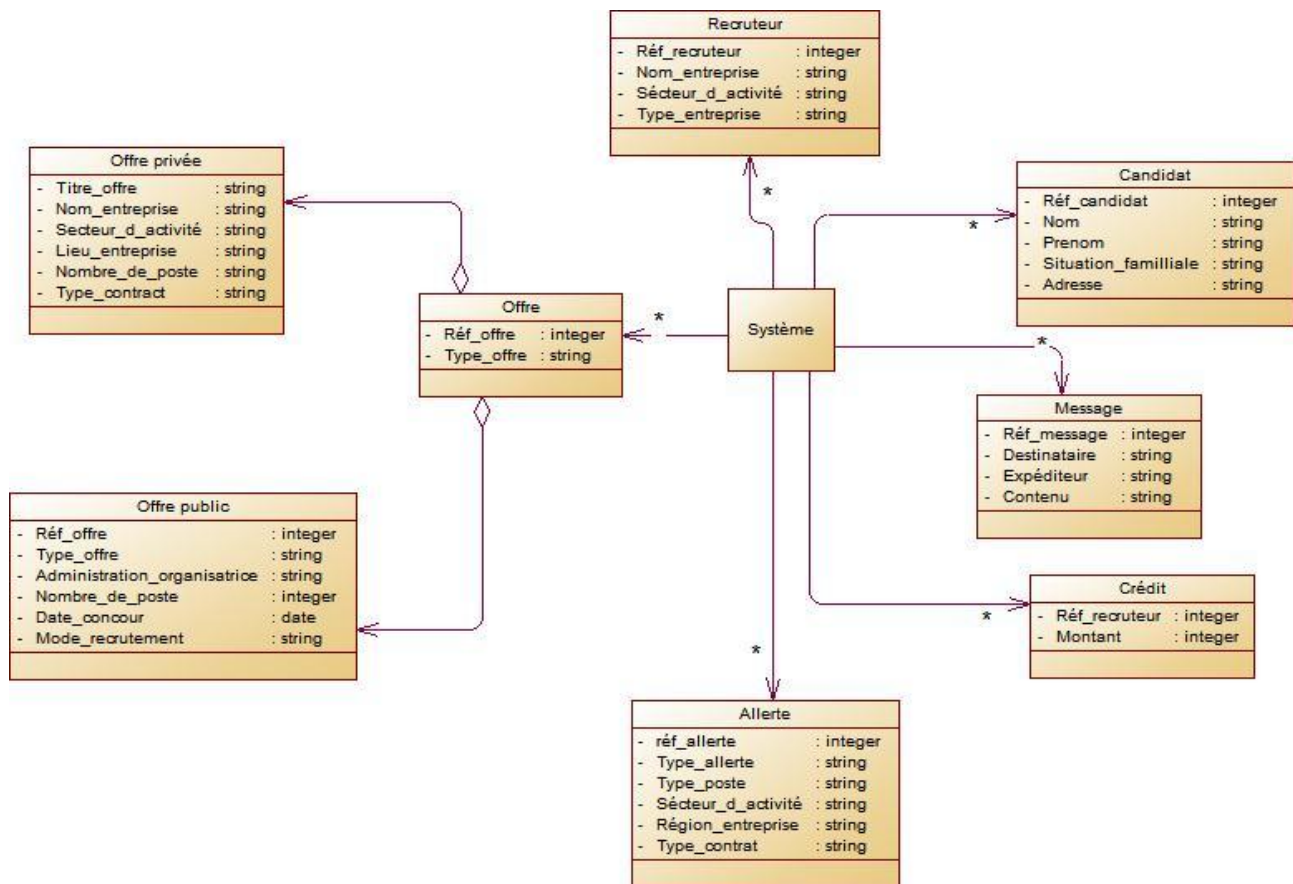 Recruteur
- Réf_recruteur : integer
- Nom_entreprise : string
- Sécteur_d_activité : string
- Type_entreprise : string
Offre privée
- Titre_offre : string
- Nom_entreprise : string
- Secteur_d_activité : string
- Lieu_entreprise : string
- Nombre_de_poste : string
- Type_contract : string
Candidat
- Réf_candidat : integer
- Nom : string
- Prenom : string
- Situation_familliale : string
- Adresse : string
*
*
Offre
- Réf_offre : integer
- Type_offre : string
*
Système
*
Message
- Réf_message : integer
- Destinataire : string
- Expéditeur : string
- Contenu : string
Offre public
- Réf_offre : integer
- Type_offre : string
- Administration_organisatrice : string
- Nombre_de_poste : integer
- Date_concour : date
- Mode_recrutement : string
Crédit
- Réf_recruteur : integer
- Montant : integer
*
*
Allerte
- réf_allerte : integer
- Type_allerte : string
- Type_poste : string
- Sécteur_d_activité : string
- Région_entreprise : string
- Type_contrat : string